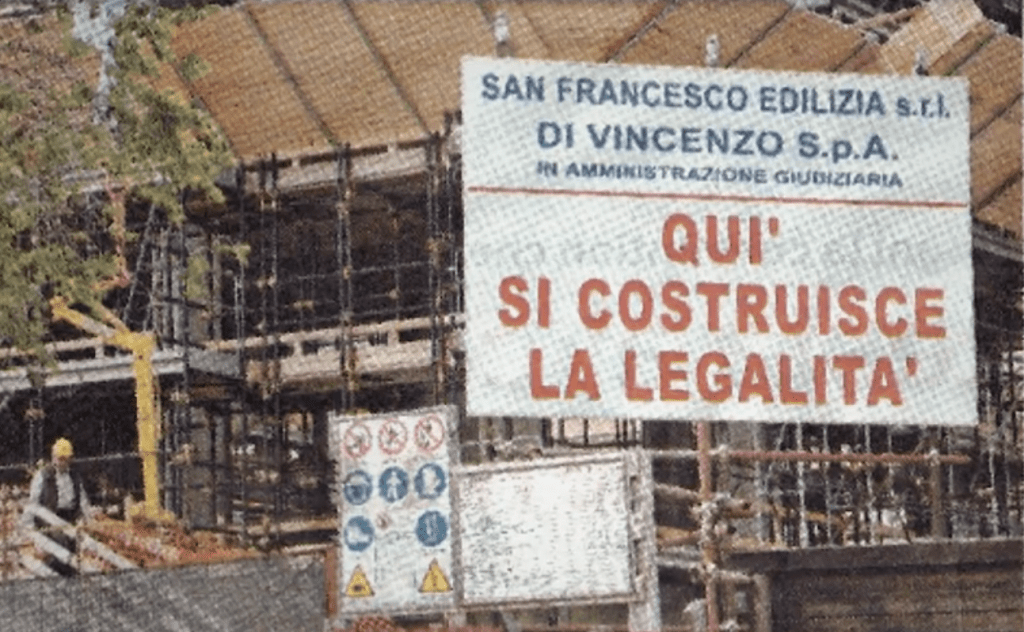 SAN FRANCESCO EDILIZIA s.r.l.
DI VINCENZO S.p.A.
IN AMMINISTRAZIONE GIUDIZIARIA
QUI'
SI COSTRUISCE
LA LEGALITA'